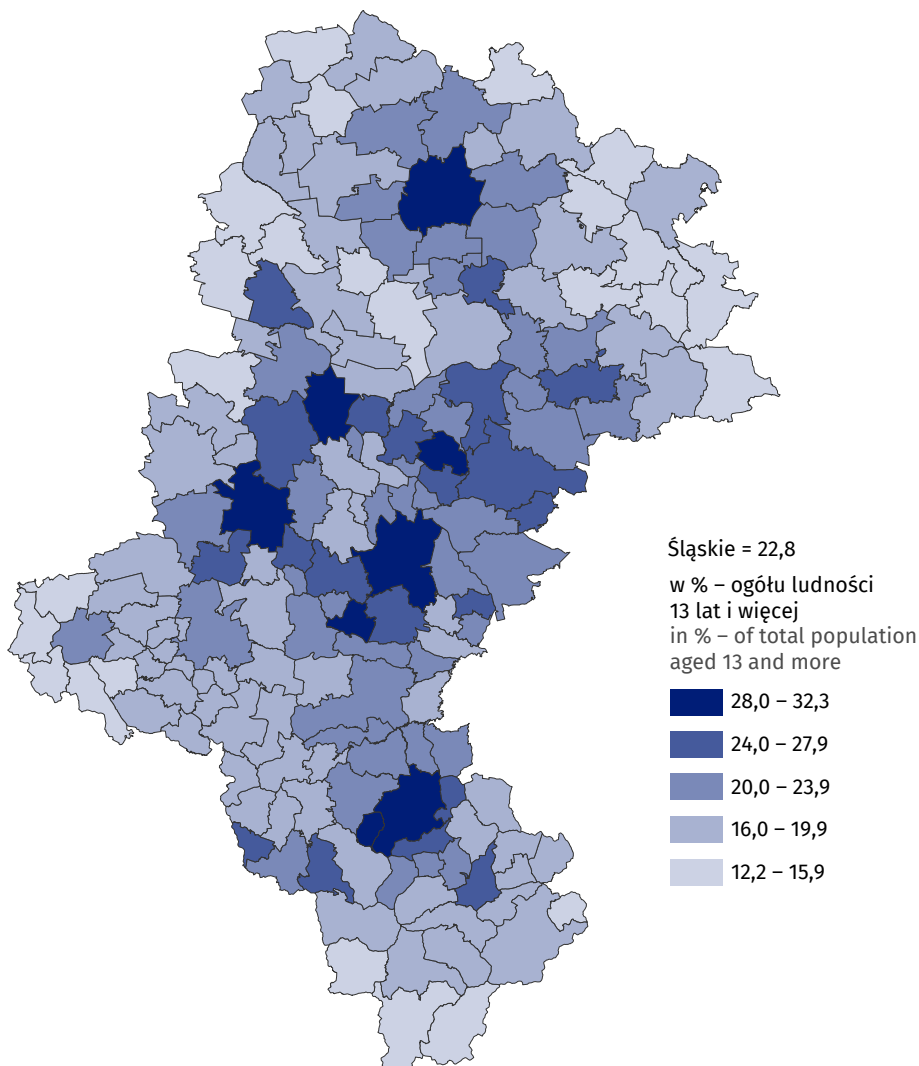 Śląskie = 22,8
w % – ogółu ludności
13 lat i więcej
in % – of total population
aged 13 and more
28,0 – 32,3
24,0 – 27,9
20,0 – 23,9
16,0 – 19,9
12,2 – 15,9